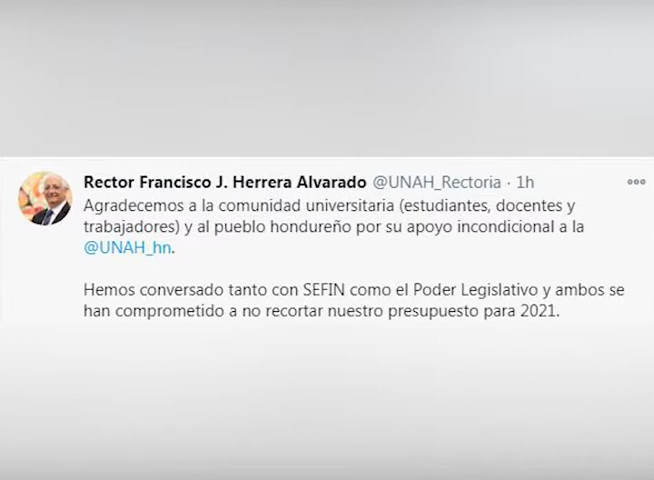 Rector Francisco J. Herrera Alvarado @UNAH_Rectoria · 1h
Agradecemos a la comunidad universitaria (estudiantes, docentes y
trabajadores) y al pueblo hondureño por su apoyo incondicional a la
@UNAH_hn.
Hemos conversado tanto con SEFIN como el Poder Legislativo y ambos se
han comprometido a no recortar nuestro presupuesto para 2021.